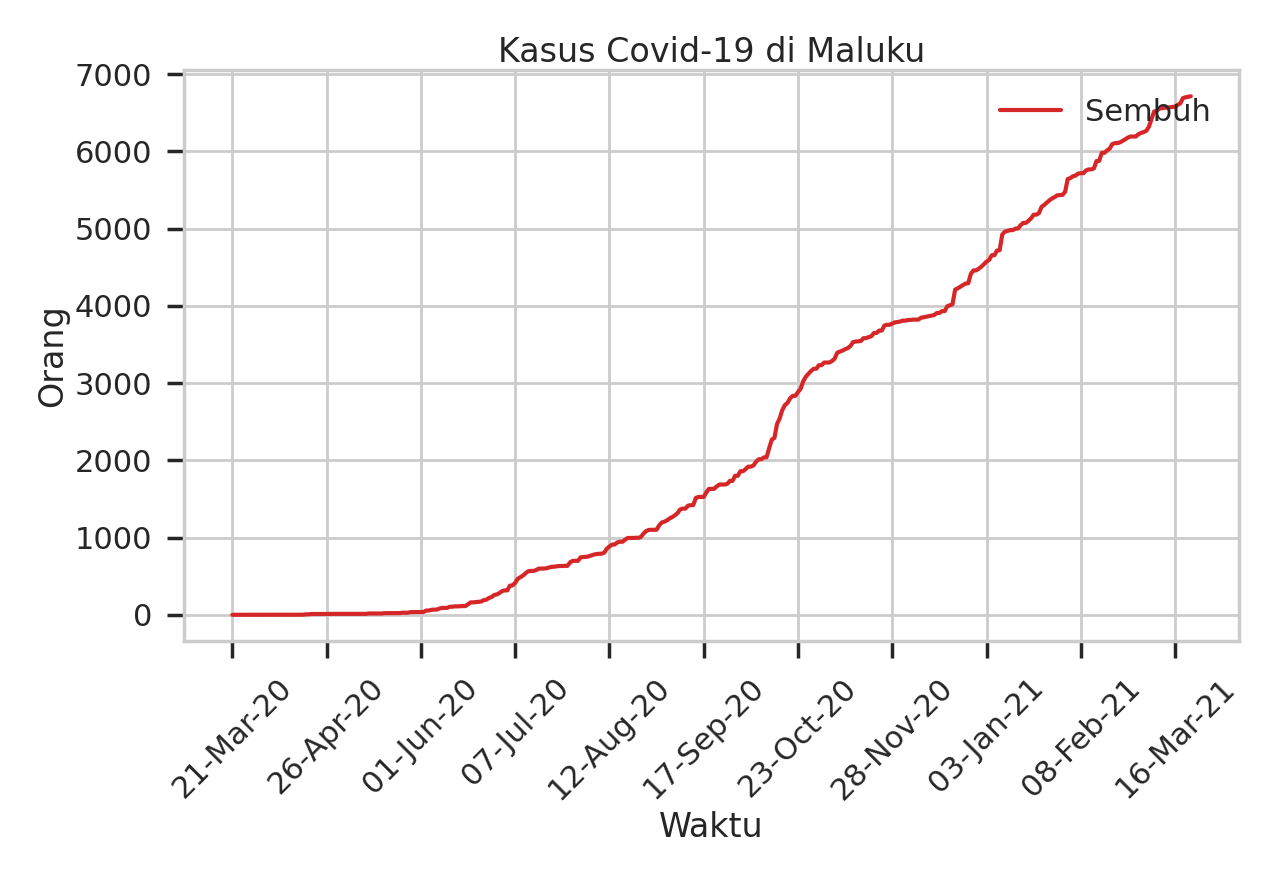 Kasus Covid-19 di Maluku
Sembuh
Orang
7000
6000
5000
4000
3000
2000
1000
0
21-Mar-20
26-Apr-20
01-Jun-20
07-Jul-20
12-Aug-20
17-Sep-20
23-Oct-20
28-Nov-20
03-Jan-21
08-Feb-21
16-Mar-21
Waktu